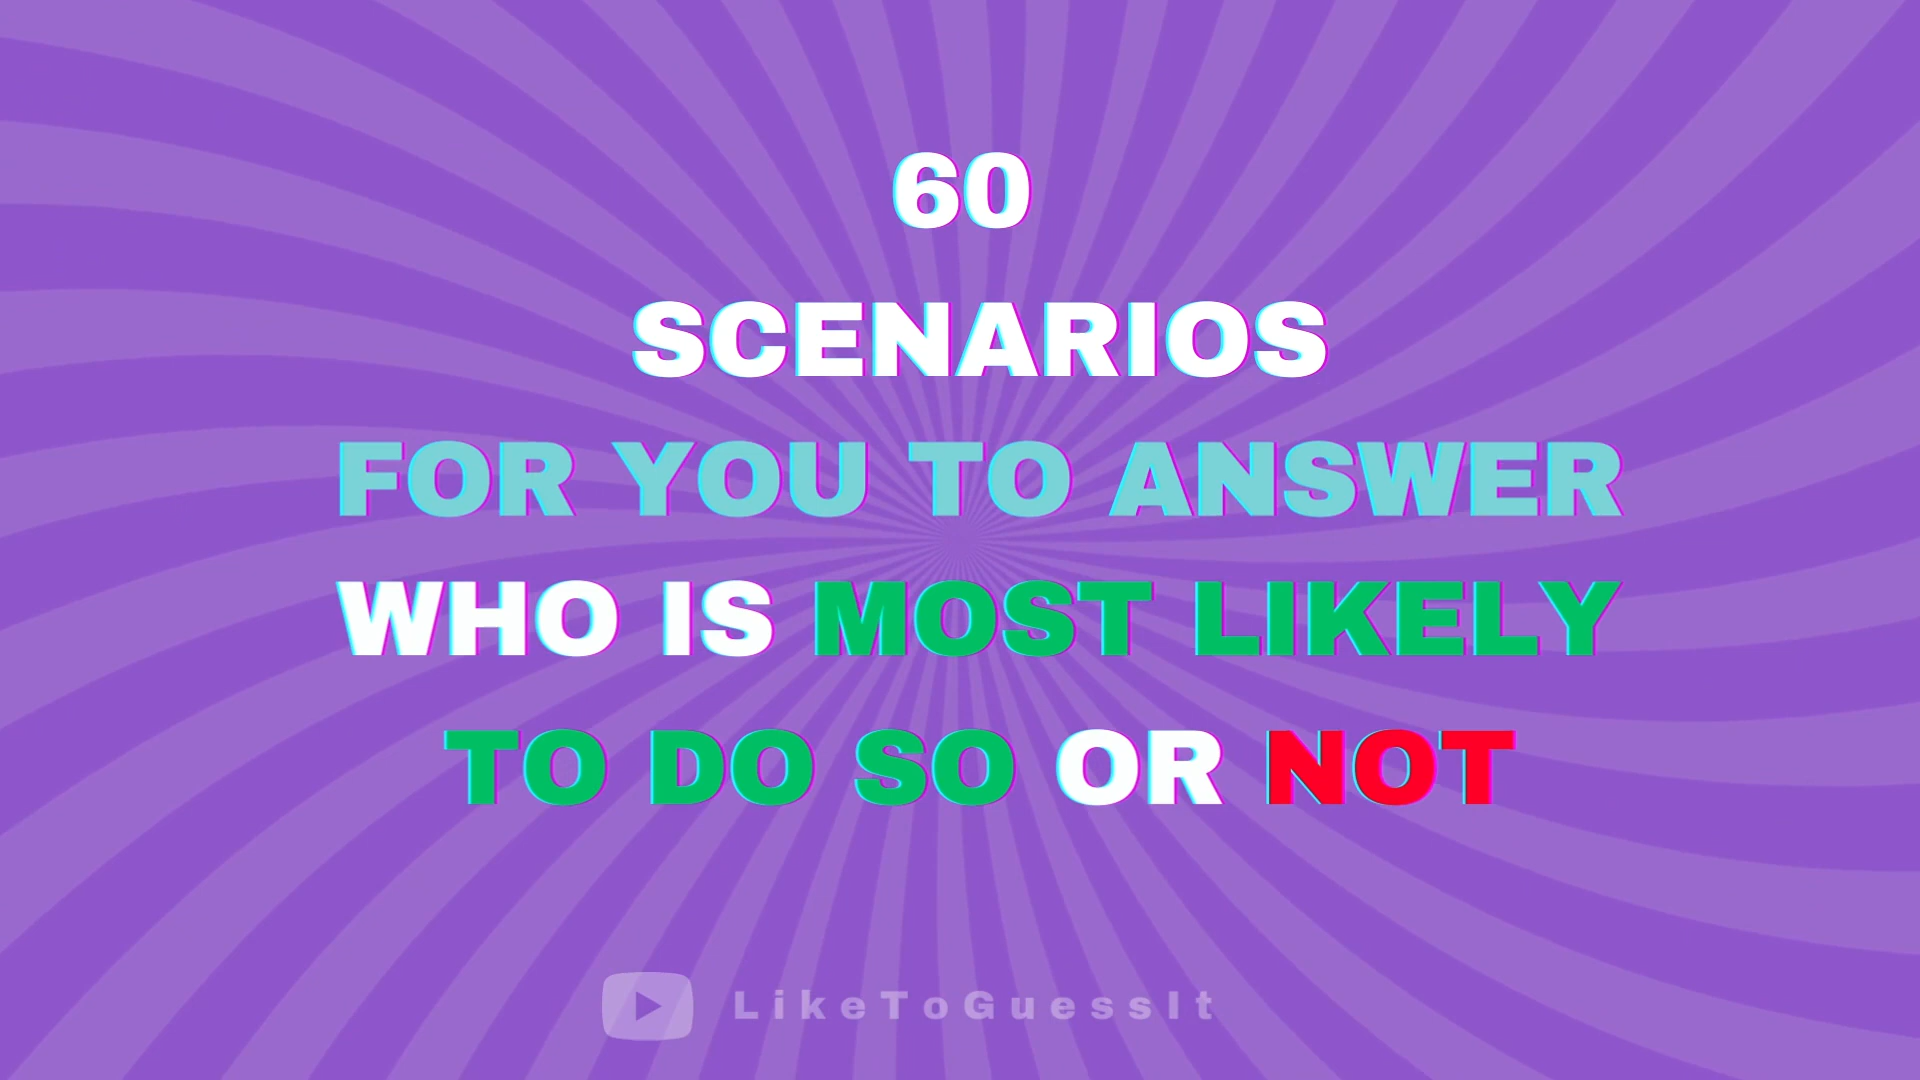 60
SCENARIOS
FOR YOU TO ANSWER
WHO IS MOST LIKELY
TO DO SO OR NOT
LikeToGuessIt